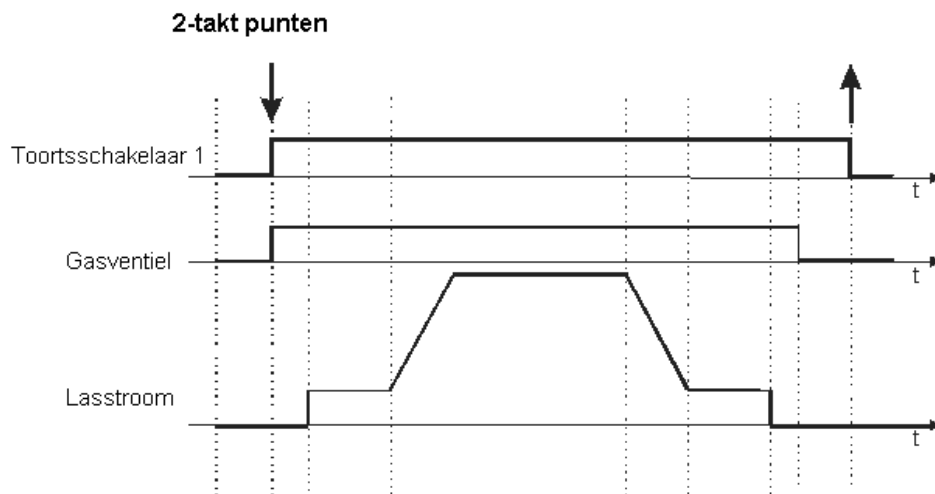 2-takt punten
Toortsschakelaar 1
t
Gasventiel
t
Lasstroom
t